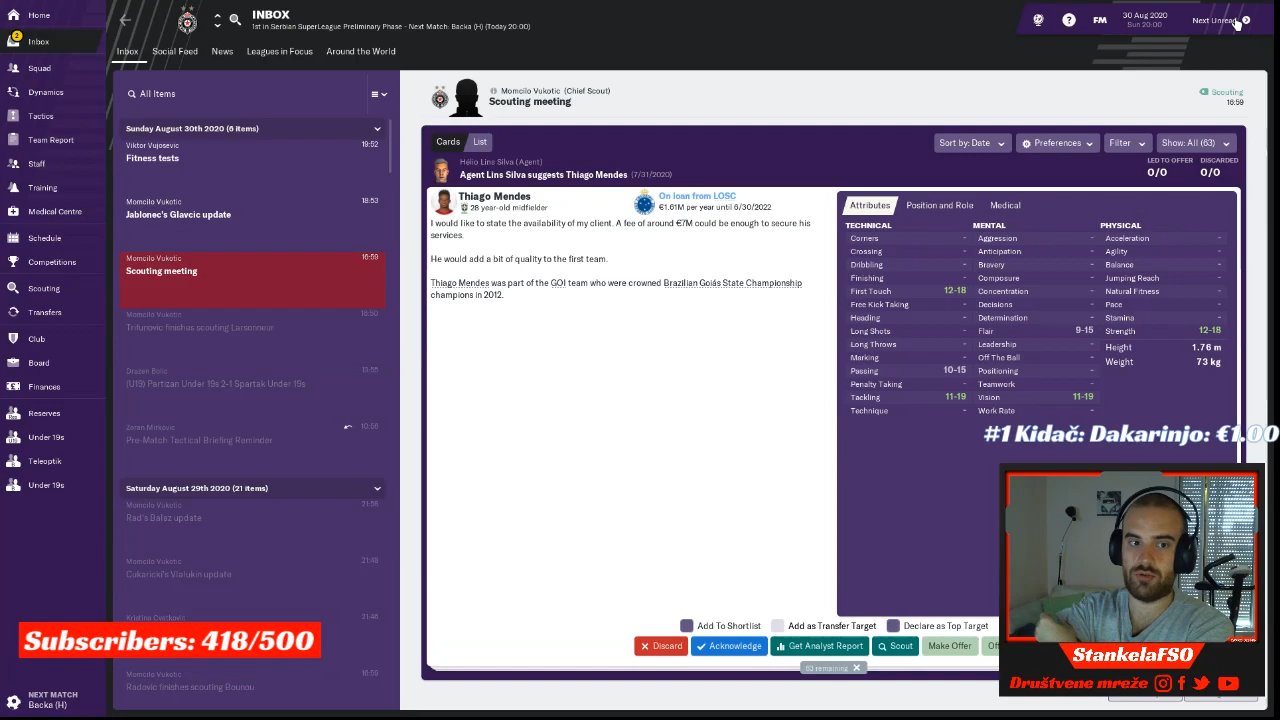 INBOX
1st in Serbian SuperLeague Preliminary Phase - Next Match: Backa (H) (Today 20:00)
FM
30 Aug 2020
Sun 20:00
Next Unread
Home
2
Inbox
Squad
Dynamics
Tactics
Team Report
Staff
Training
Medical Centre
Schedule
Competitions
Scouting
Transfers
Club
Board
Finances
Reserves
Under 19s
Teleoptik
Under 19s
NEXT MATCH
Backa (H)
Inbox
Social Feed
News
Leagues in Focus
Around the World
All Items
Sunday August 30th 2020 (6 Items)
Viktor Vujosevic 19:52
Fitness tests
Momcilo Vukotic 18:53
Jablonec's Glavcic update
Momcilo Vukotic 16:59
Scouting meeting
Momcilo Vukotic
Trifunovic finishes scouting Larsonneur
(U19) Partizan Under 19s 2-1 Spartak Under 19s
Pre-Match Tactical Briefing Reminder
Saturday August 29th 2020 (21 Items)
Momcilo Vukotic 21:58
Rad's Balaz update
Momcilo Vukotic
Cukaricki's Vialukin update
Momcilo Vukotic 16:59
Radovic finishes scouting Bounou
Momcilo Vukotic (Chief Scout)
Scouting meeting
Scouting
16:59
Cards
List
Sort by: Date
Preferences
Filter
Show: All (63)
Hélio Lins Silva (Agent)
Agent Lins Silva suggests Thiago Mendes (7/31/2020)
LED TO OFFER
0/0
DISCARDED
0/0
Thiago Mendes
28 year-old midfielder
On loan from LOSC
€1.61M per year until 6/30/2022
I would like to state the availability of my client. A fee of around €7M could be enough to secure his
services.
He would add a bit of quality to the first team.
Thiago Mendes was part of the GOI team who were crowned Brazilian Goiás State Championship
champions in 2012.
Attributes
Position and Role
Medical
TECHNICAL
Corners -
Crossing -
Dribbling -
Finishing -
First Touch 12-18
Free Kick Taking -
Heading -
Long Shots -
Long Throws -
Marking -
Passing 10-15
Penalty Taking -
Tackling 11-19
Technique -
MENTAL
Aggression -
Anticipation -
Bravery -
Composure -
Concentration -
Decisions -
Determination -
Flair 9-15
Leadership -
Off The Ball -
Positioning -
Teamwork -
Vision 11-19
Work Rate -
PHYSICAL
Acceleration -
Agility -
Balance -
Jumping Reach -
Natural Fitness -
Pace -
Stamina -
Strength 12-18
Height 1.76 m
Weight 73 kg
Add To Shortlist
Add as Transfer Target
Declare as Top Target
Discard
Acknowledge
Get Analyst Report
Scout
Make Offer
63 remaining
#1 Kidač: Dakarinjo: €1.00
Subscribers: 418/500
StankelaFSO
Društvene mreže